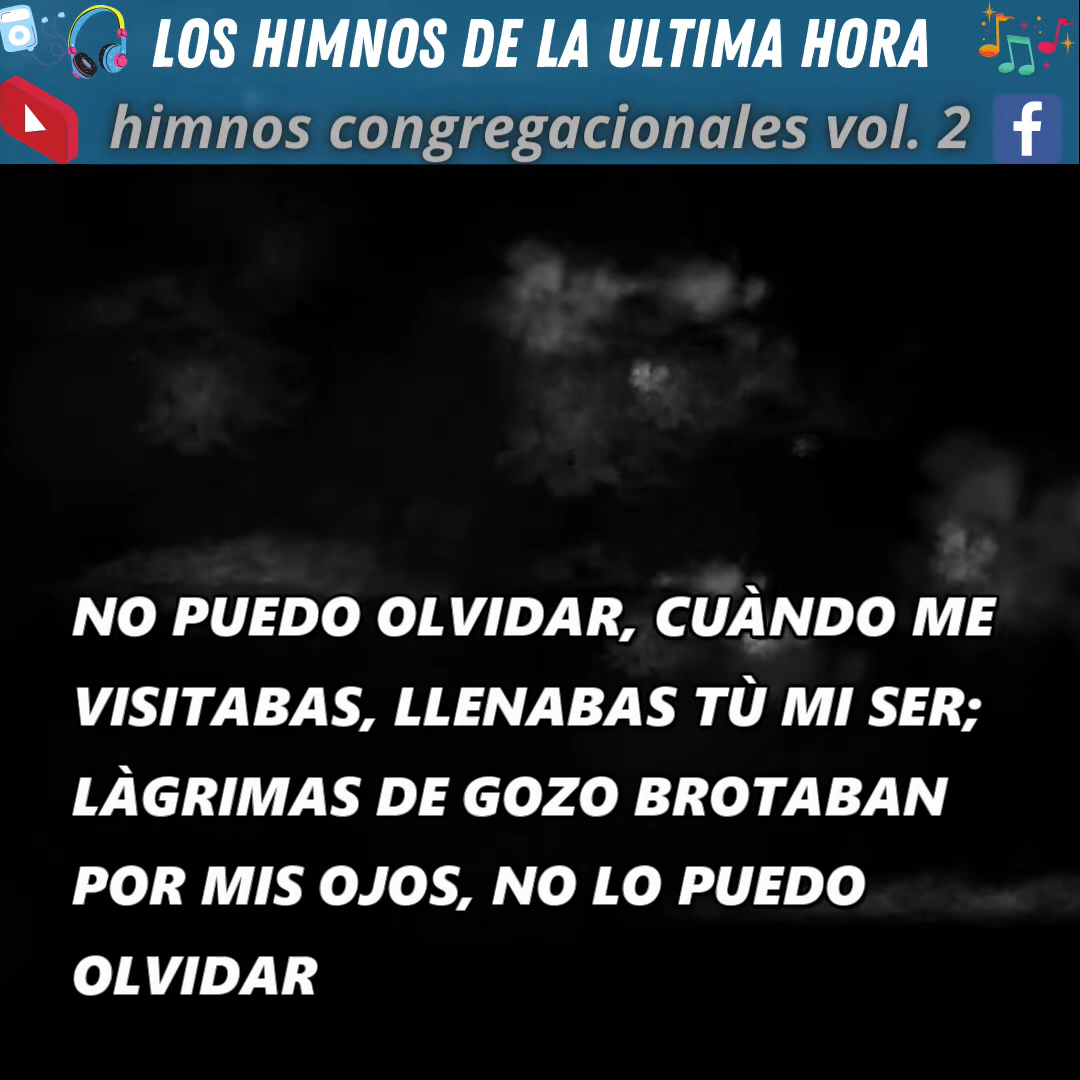 LOS HIMNOS DE LA ULTIMA HORA
himnos congregacionales vol. 2
f
NO PUEDO OLVIDAR, CUÀNDO ME
VISITABAS, LLENABAS TÙ MI SER;
LÀGRIMAS DE GOZO BROTABAN
POR MIS OJOS, NO LO PUEDO
OLVIDAR